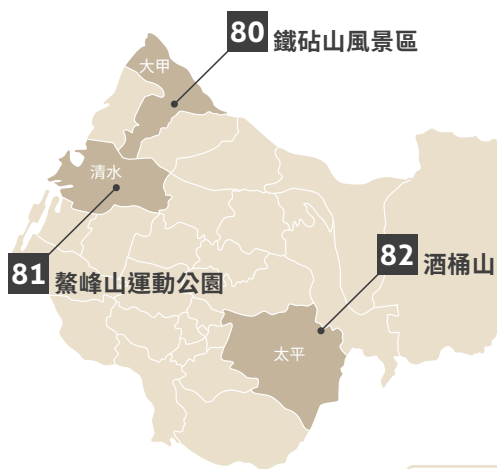 80 鐵砧山風景區
大甲
清水
81 鰲峰山運動公園
82 酒桶山
太平